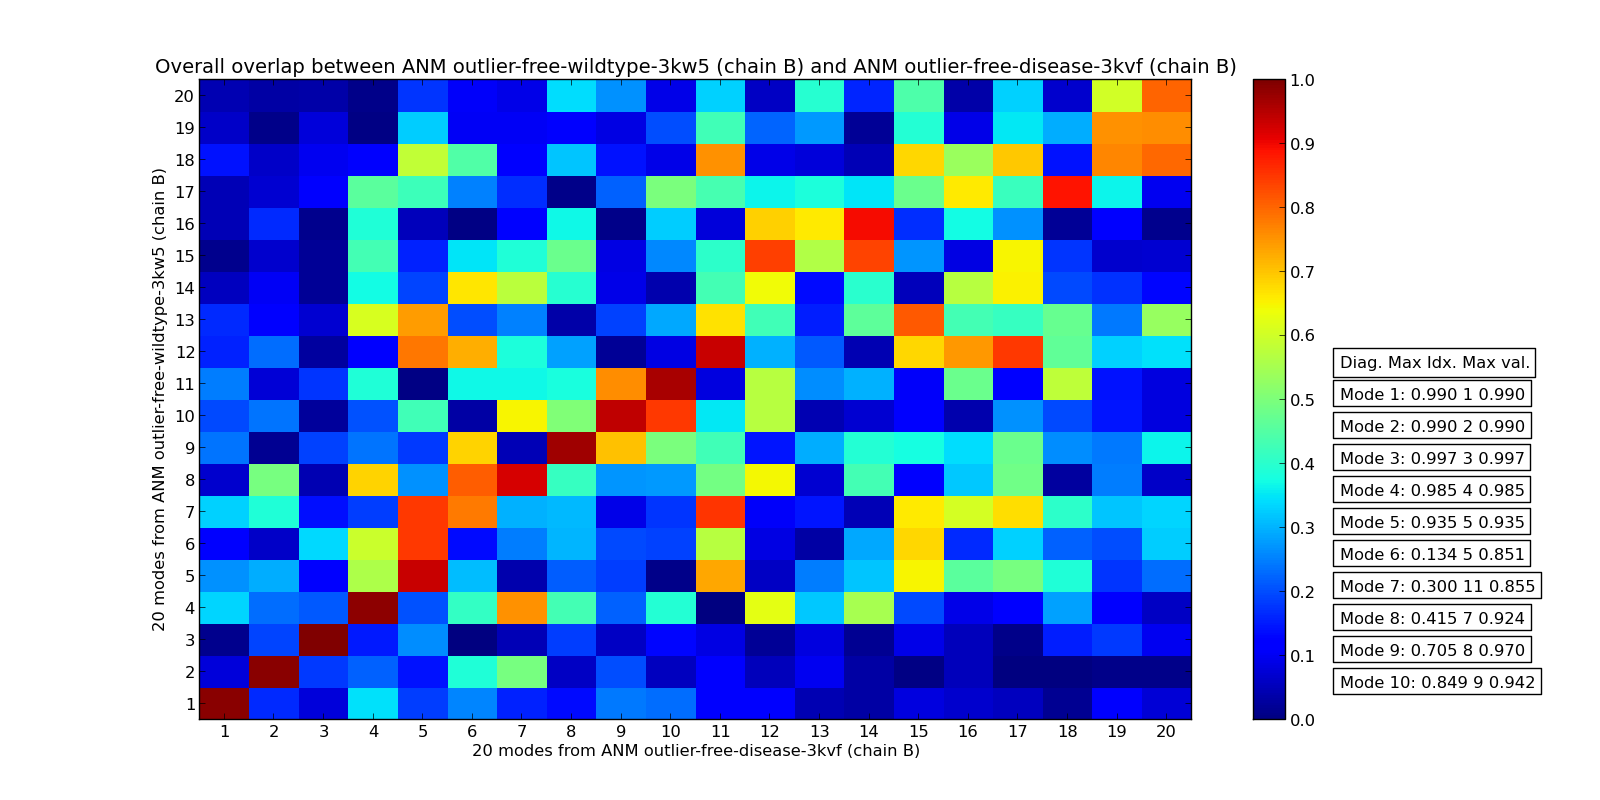 Overall overlap between ANM outlier-free-wildtype-3kw5 (chain B) and ANM outlier-free-disease-3kvf (chain B)
20 modes from ANM outlier-free-wildtype-3kw5 (chain B)
20
19
18
17
16
15
14
13
12
11
10
9
8
7
6
5
4
3
2
1
1 2 3 4 5 6 7 8 9 10 11 12 13 14 15 16 17 18 19 20
20 modes from ANM outlier-free-disease-3kvf (chain B)
1.0
0.9
0.8
0.7
0.6
0.5
0.4
0.3
0.2
0.1
0.0
Diag. Max Idx. Max val.
Mode 1: 0.990 1 0.990
Mode 2: 0.990 2 0.990
Mode 3: 0.997 3 0.997
Mode 4: 0.985 4 0.985
Mode 5: 0.935 5 0.935
Mode 6: 0.134 5 0.851
Mode 7: 0.300 11 0.855
Mode 8: 0.415 7 0.924
Mode 9: 0.705 8 0.970
Mode 10: 0.849 9 0.942